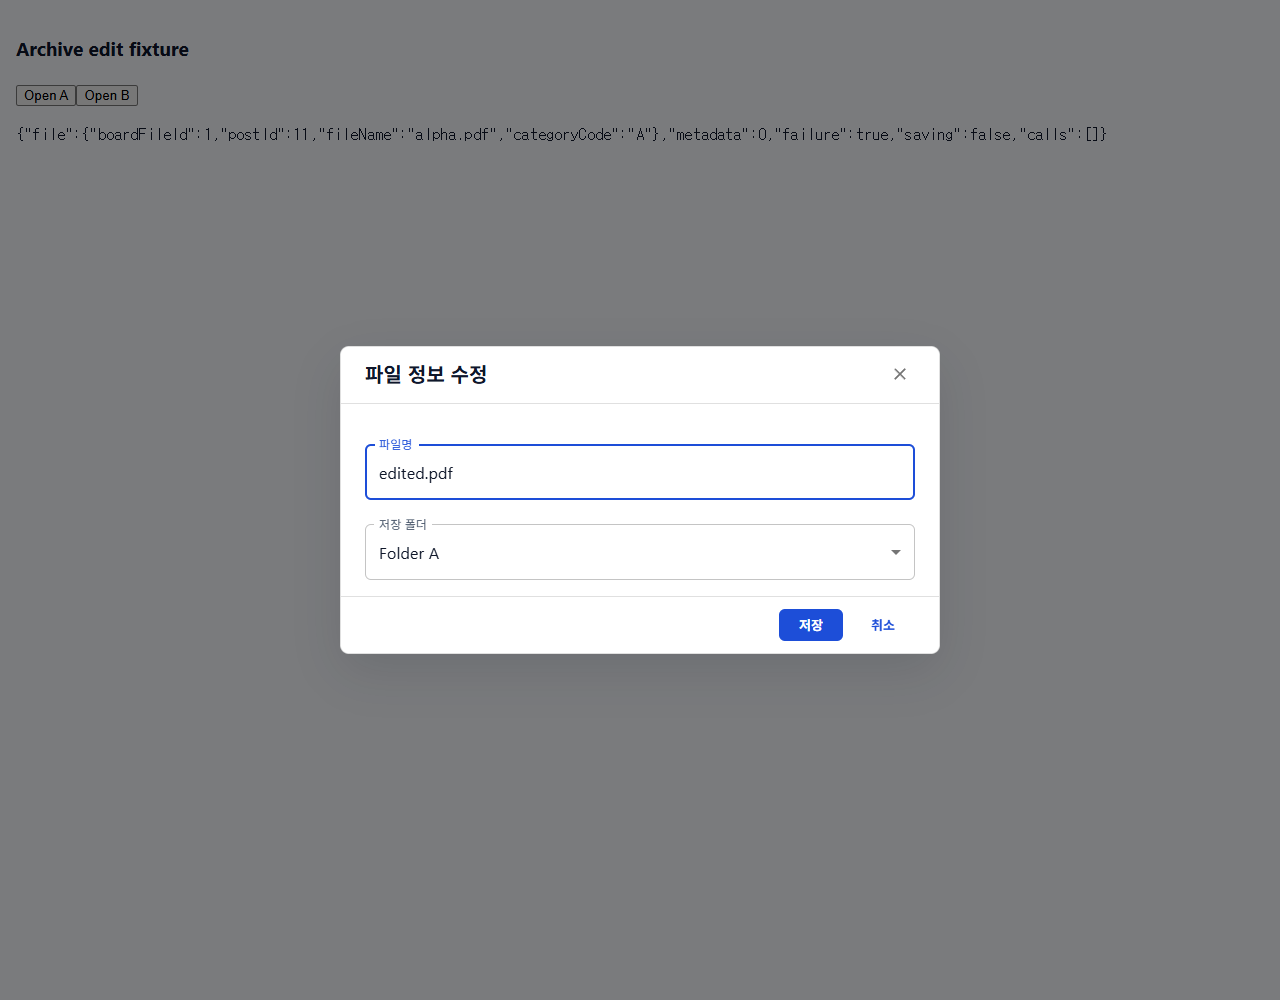 Archive edit fixture
Open A Open B
{"file":{"boardFileId":1,"postId":11,"fileName":"alpha.pdf","categoryCode":"A"},"metadata":0,"failure":true,"saving":false,"calls":[]}
파일 정보 수정
파일명
edited.pdf
저장 폴더
Folder A
저장 취소